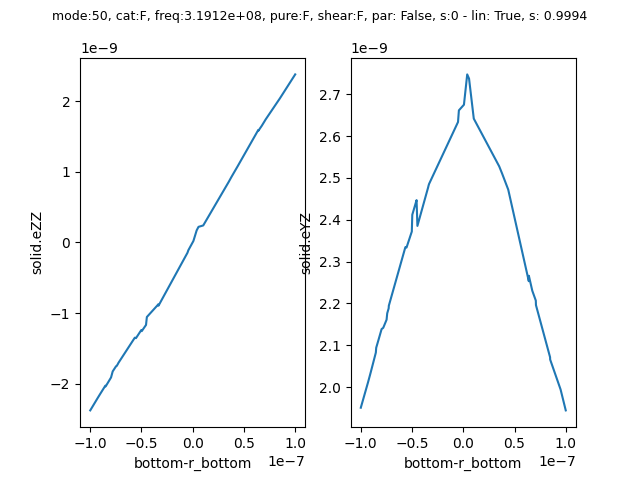 mode:50, cat:F, freq:3.1912e+08, pure:F, shear:F, par: False, s:0 - lin: True, s: 0.9994
1e−9
solid.eZZ
2
1
0
−1
−2
−1.0 −0.5 0.0 0.5 1.0
bottom-r_bottom
1e−7
1e−9
solid.eYZ
2.7
2.6
2.5
2.4
2.3
2.2
2.1
2.0
−1.0 −0.5 0.0 0.5 1.0
bottom-r_bottom
1e−7